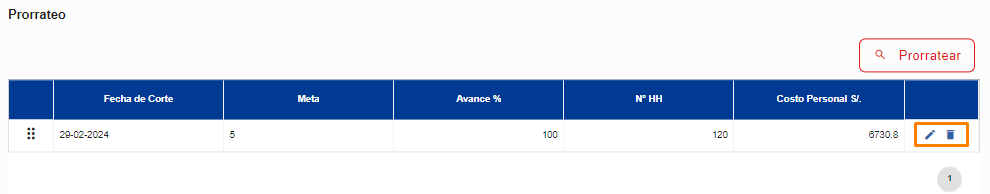 Prorrateo
Prorratear
Fecha de Corte Meta Avance % N° HH Costo Personal S/.
29-02-2024 5 100 120 6730.8
1